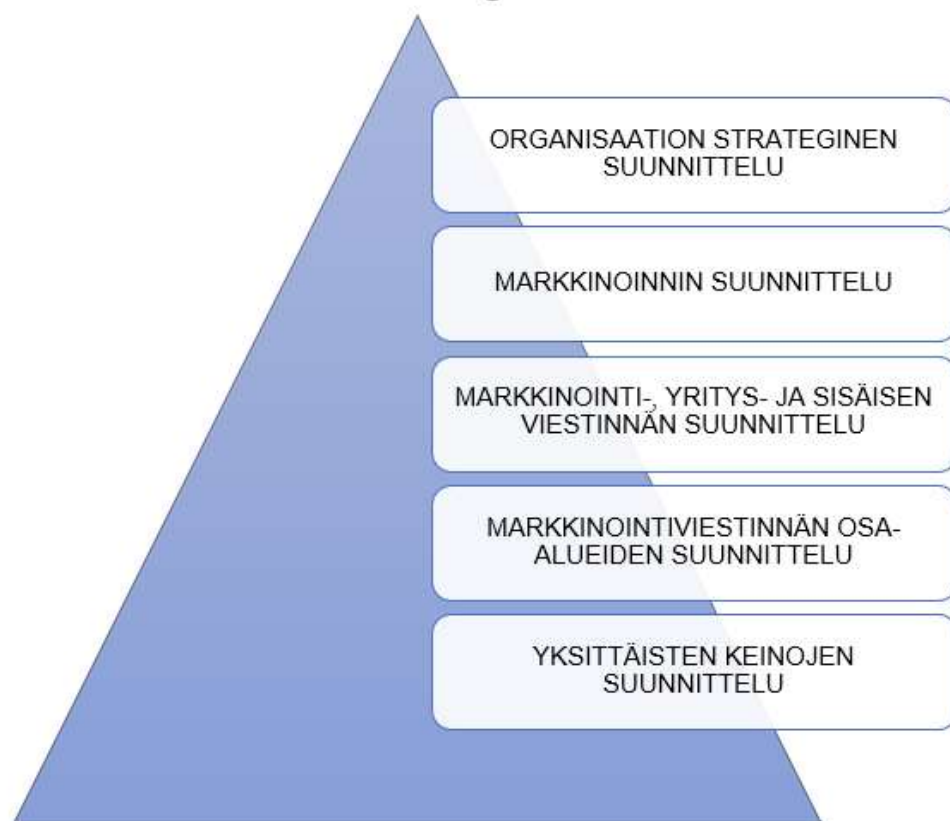 ORGANISAATION STRATEGINEN
SUUNNITTELU
MARKKINOINNIN SUUNNITTELU
MARKKINOINTI-, YRITYS- JA SISÄISEN
VIESTINNÄN SUUNNITTELU
MARKKINOINTIVIESTINNÄN OSA-
ALUEIDEN SUUNNITTELU
YKSITTÄISTEN KEINOJEN
SUUNNITTELU